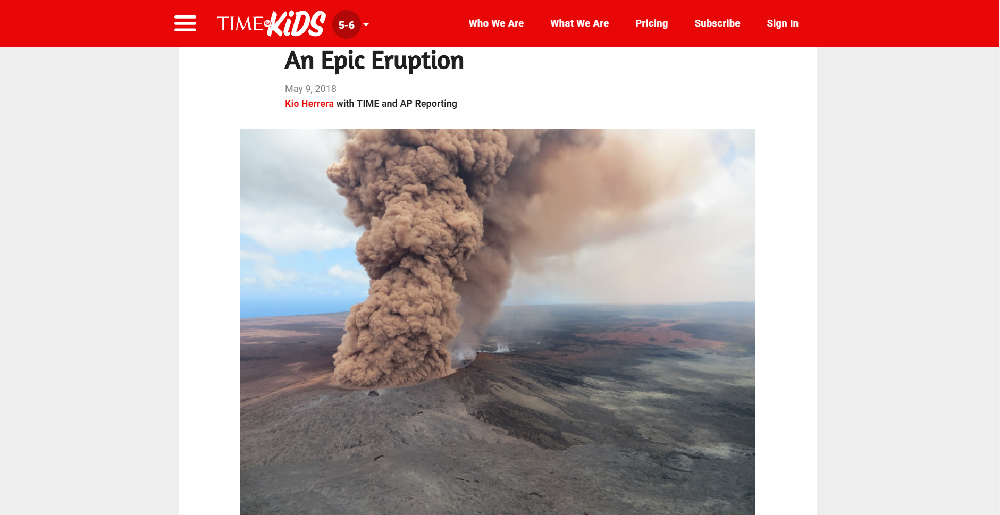 TIME for KiDS
5-6
Who We Are
What We Are
Pricing
Subscribe
Sign In
An Epic Eruption
May 9, 2018
Kio Herrera with TIME and AP Reporting